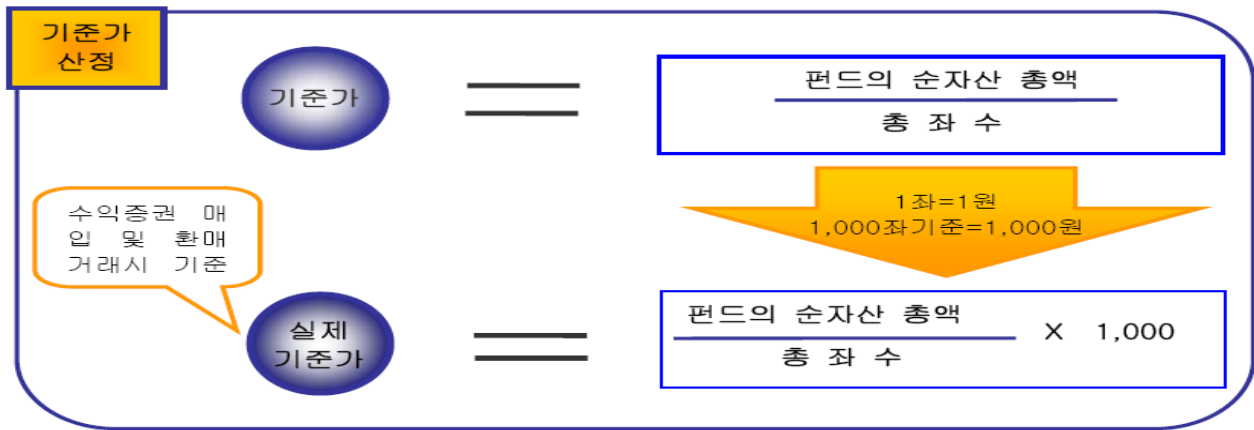 기준가
산정
기준가
펀드의 순자산 총액
총 좌 수
1좌=1원
1,000좌기준=1,000원
수익증권 매
입 및 환매
거래시 기준
실제
기준가
펀드의 순자산 총액
총 좌 수
X 1,000